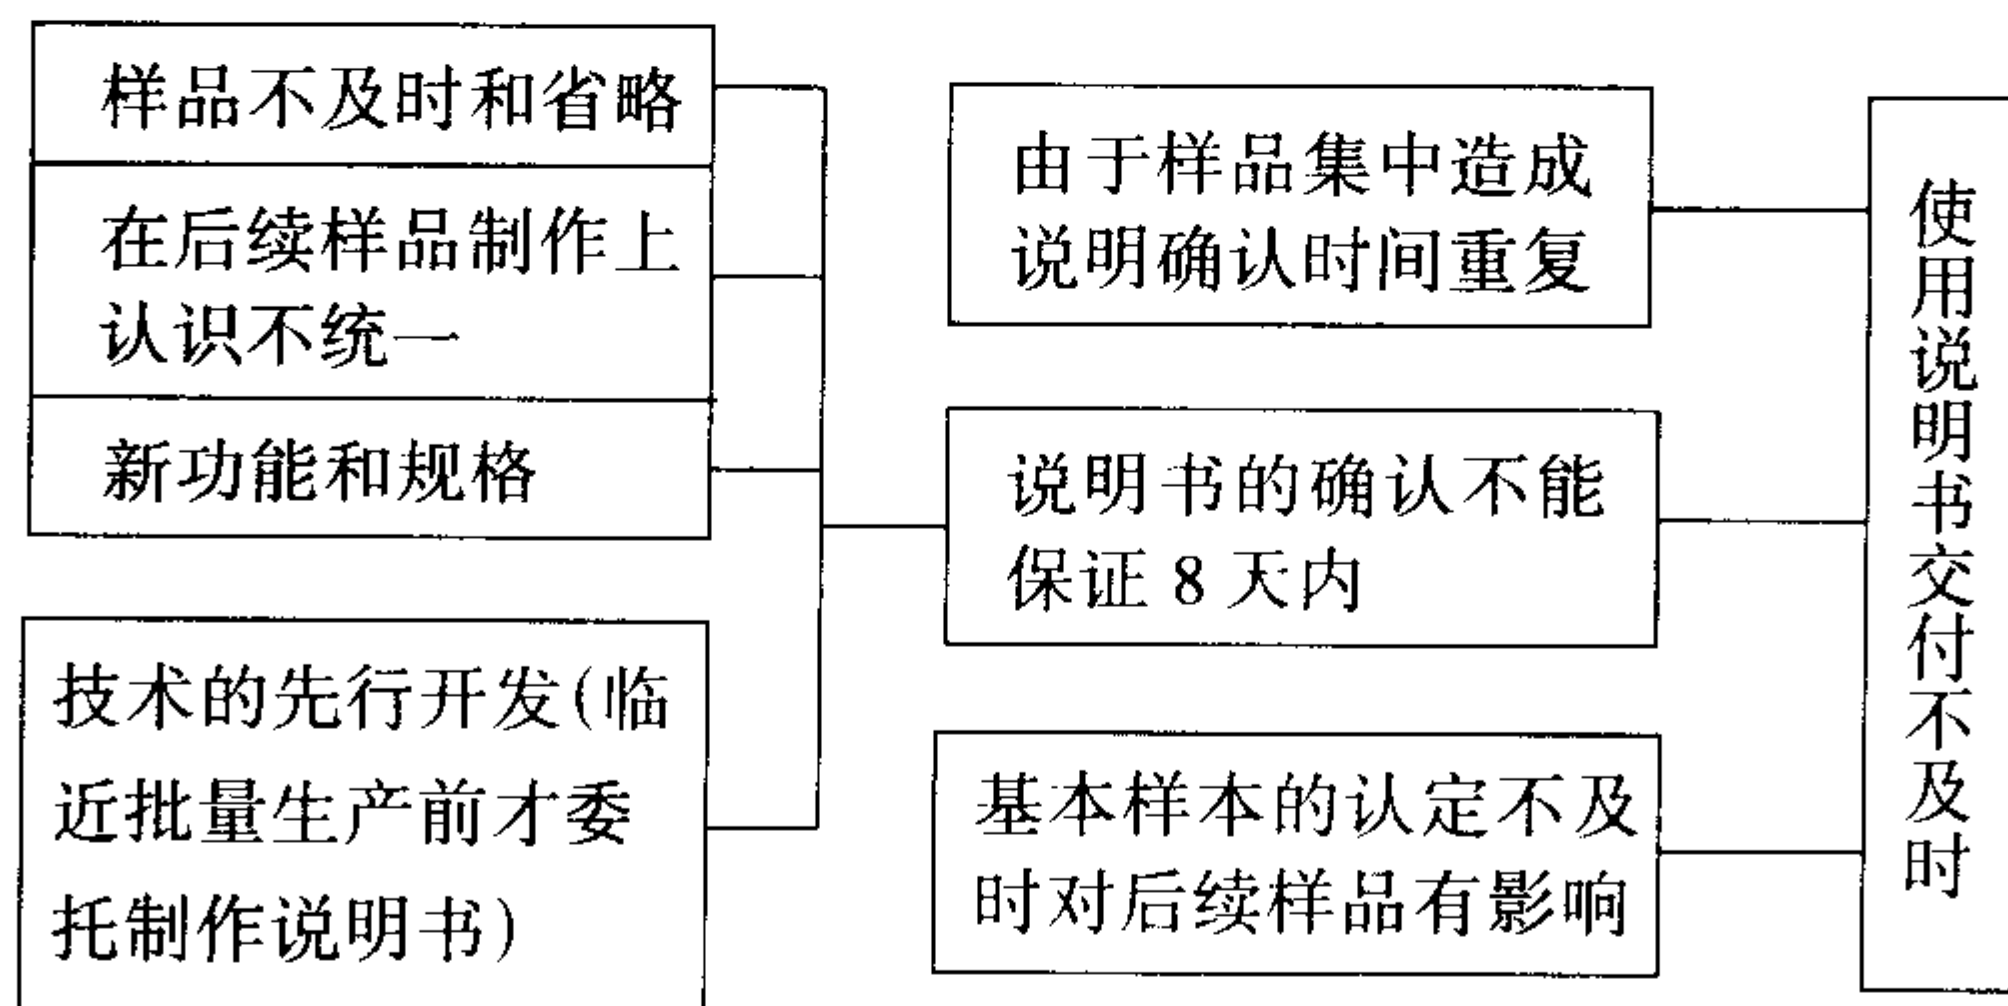 样品不及时和省略
在后续样品制作上
认识不统一
新功能和规格
技术的先行开发(临
近批量生产前才委
托制作说明书)
由于样品集中造成
说明确认时间重复
说明书的确认不能
保证 8 天内
基本样本的认定不及
时对后续样品有影响
使用说明书交付不及时